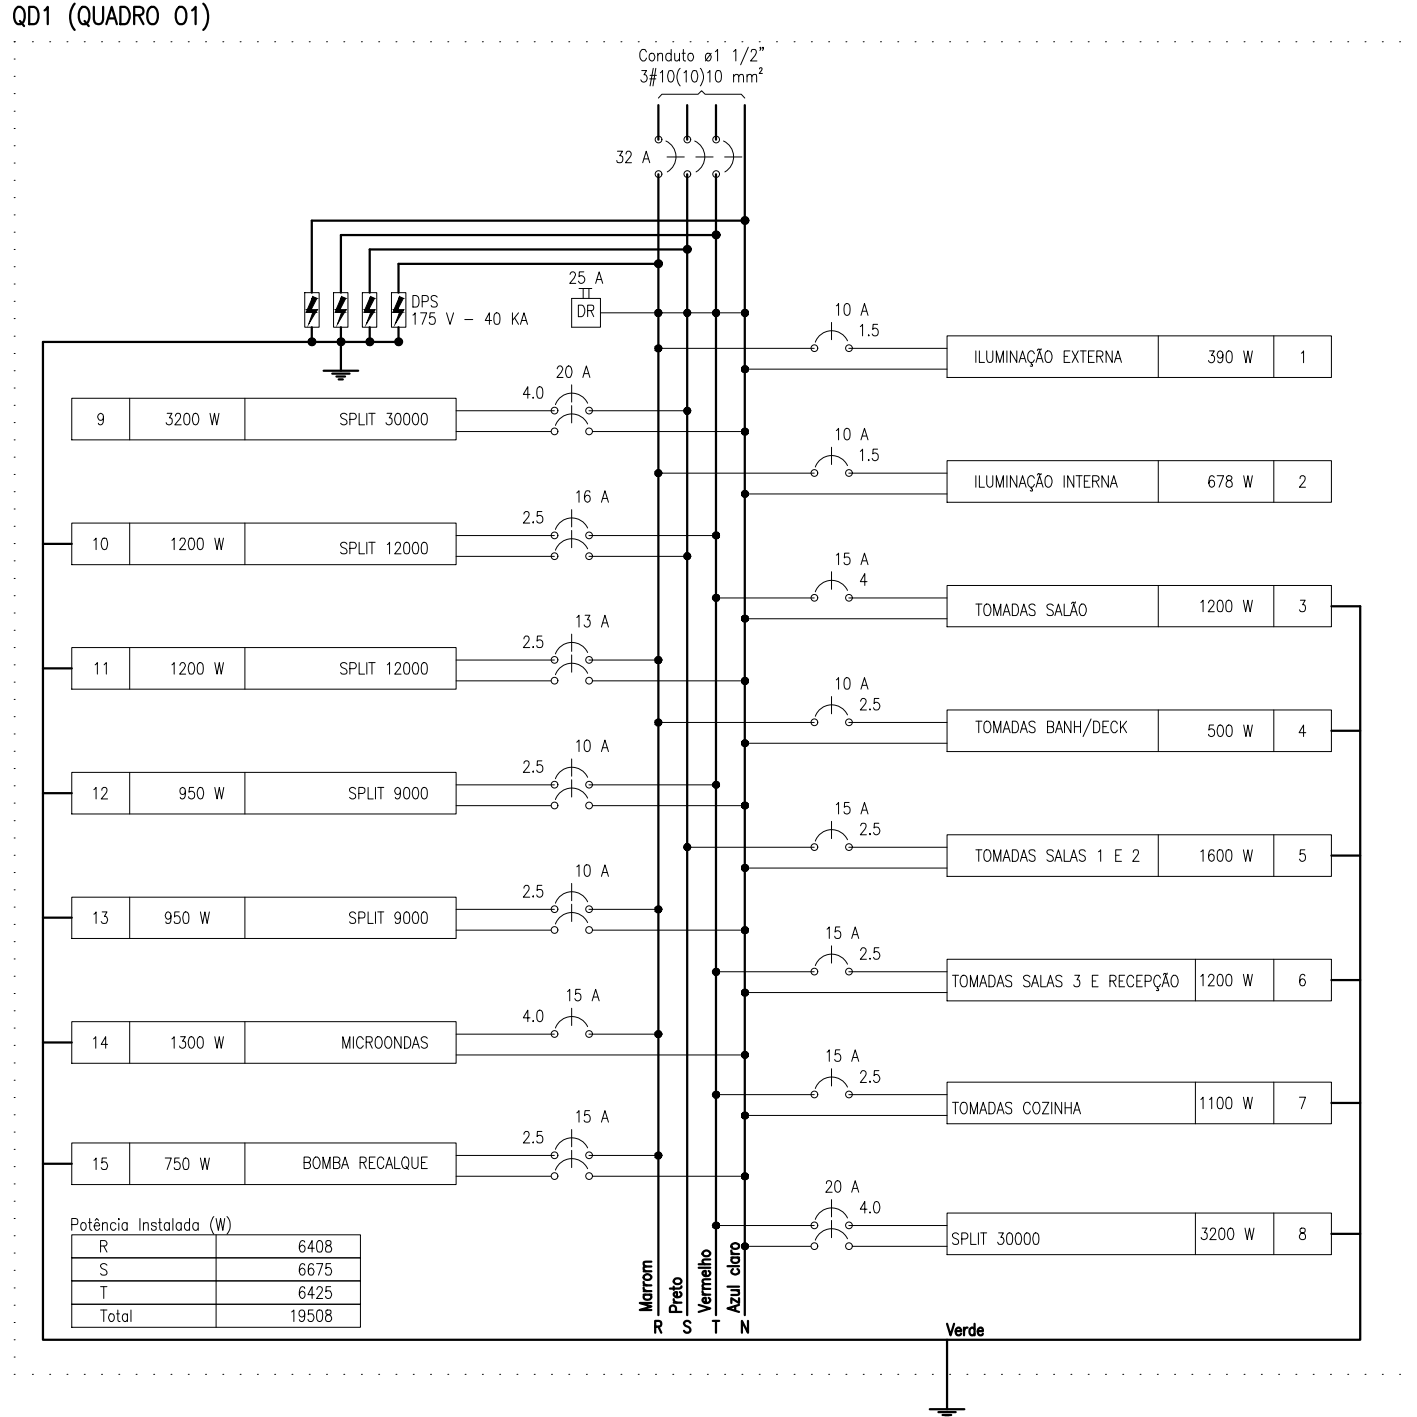 QD1 (QUADRO 01)
Conduto ø1 1/2"
3#10(10)10 mm²
32 A
25 A
DR
DPS
175 V - 40 KA
10 A
1.5
ILUMINAÇÃO EXTERNA 390 W 1
20 A
4.0
9 3200 W SPLIT 30000
10 A
1.5
ILUMINAÇÃO INTERNA 678 W 2
16 A
2.5
10 1200 W SPLIT 12000
15 A
4
TOMADAS SALÃO 1200 W 3
13 A
2.5
11 1200 W SPLIT 12000
10 A
2.5
TOMADAS BANH/DECK 500 W 4
10 A
2.5
12 950 W SPLIT 9000
15 A
2.5
TOMADAS SALAS 1 E 2 1600 W 5
10 A
2.5
13 950 W SPLIT 9000
15 A
2.5
TOMADAS SALAS 3 E RECEPÇÃO 1200 W 6
15 A
4.0
14 1300 W MICROONDAS
15 A
2.5
TOMADAS COZINHA 1100 W 7
15 A
2.5
15 750 W BOMBA RECALQUE
20 A
4.0
SPLIT 30000 3200 W 8
Potência Instalada (W)
R 6408
S 6675
T 6425
Total 19508
Marrom
Preto
Vermelho
Azul claro
R S T N
Verde